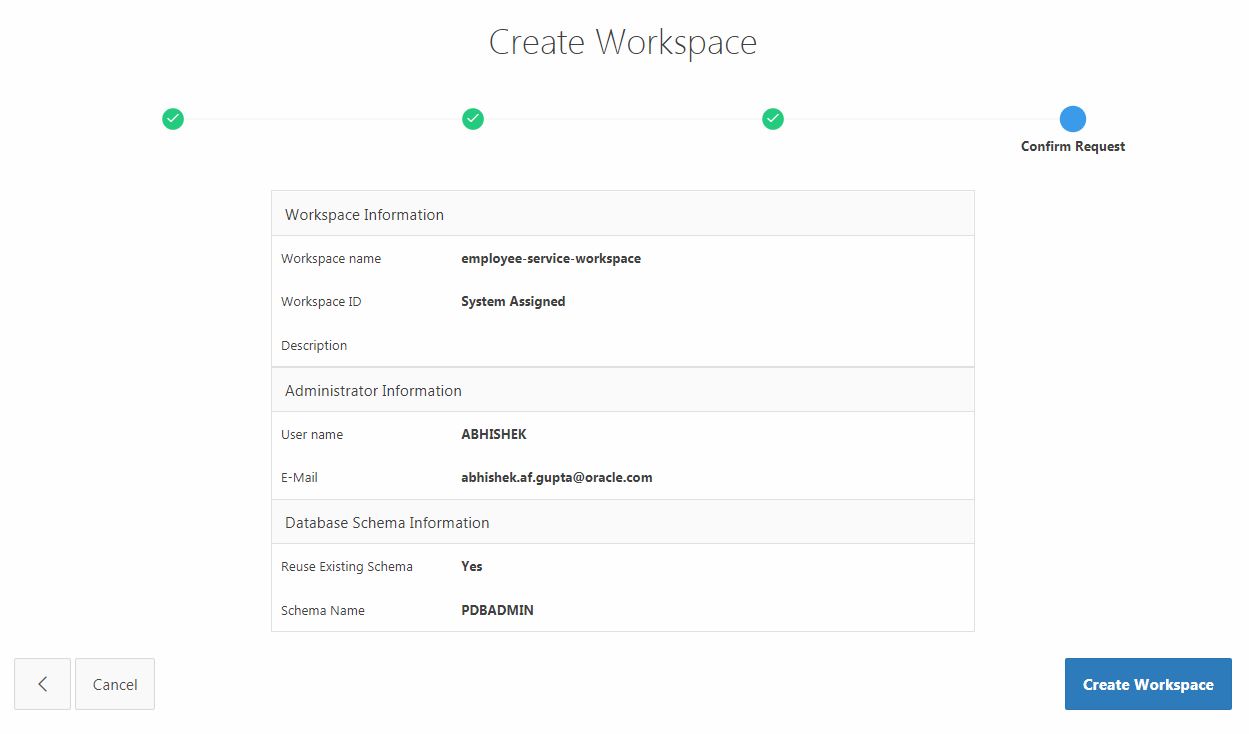 Create Workspace
Confirm Request
Workspace Information
Workspace name employee-service-workspace
Workspace ID System Assigned
Description
Administrator Information
User name ABHISHEK
E-Mail abhishek.af.gupta@oracle.com
Database Schema Information
Reuse Existing Schema Yes
Schema Name PDBADMIN
Cancel Create Workspace